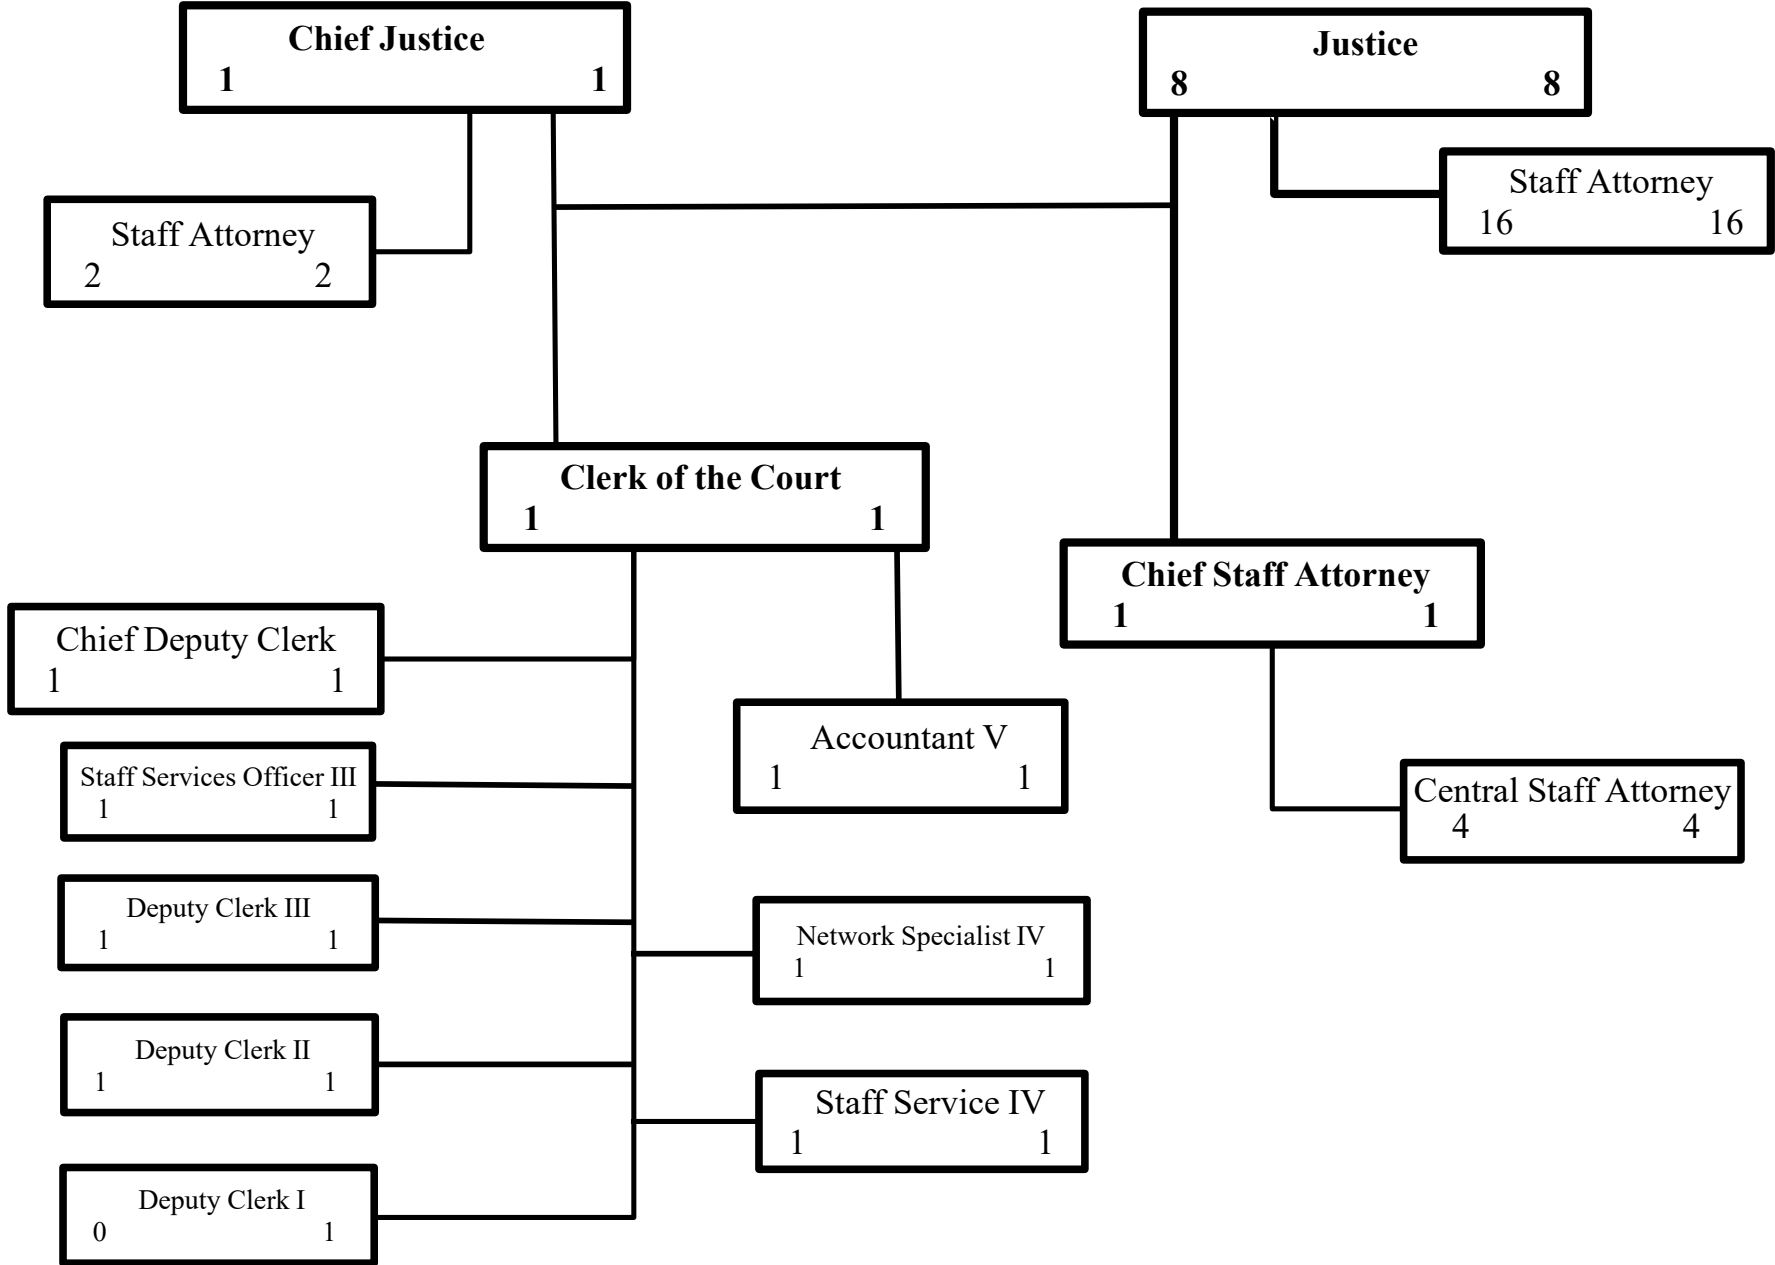 Chief Justice
1 1
Justice
8 8
Staff Attorney
16 16
Staff Attorney
2 2
Clerk of the Court
1 1
Chief Staff Attorney
1 1
Chief Deputy Clerk
1 1
Accountant V
1 1
Staff Services Officer III
1 1
Central Staff Attorney
4 4
Deputy Clerk III
1 1
Network Specialist IV
1 1
Deputy Clerk II
1 1
Staff Service IV
1 1
Deputy Clerk I
0 1